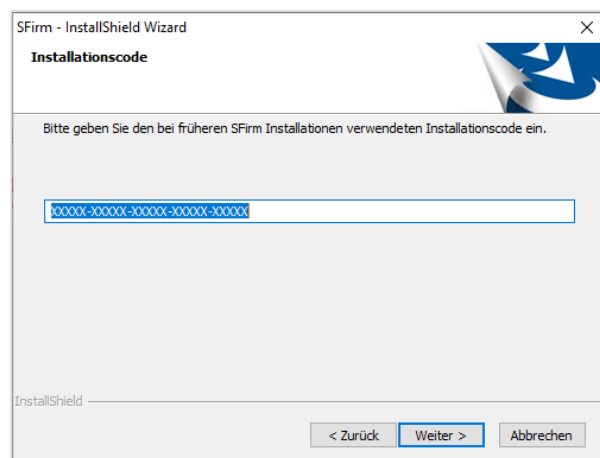 SFirm - InstallShield Wizard
Installationscode
Bitte geben Sie den bei früheren SFirm Installationen verwendeten Installationscode ein.
XXXXX-XXXXX-XXXXX-XXXXX-XXXXX
InstallShield
< Zurück
Weiter >
Abbrechen